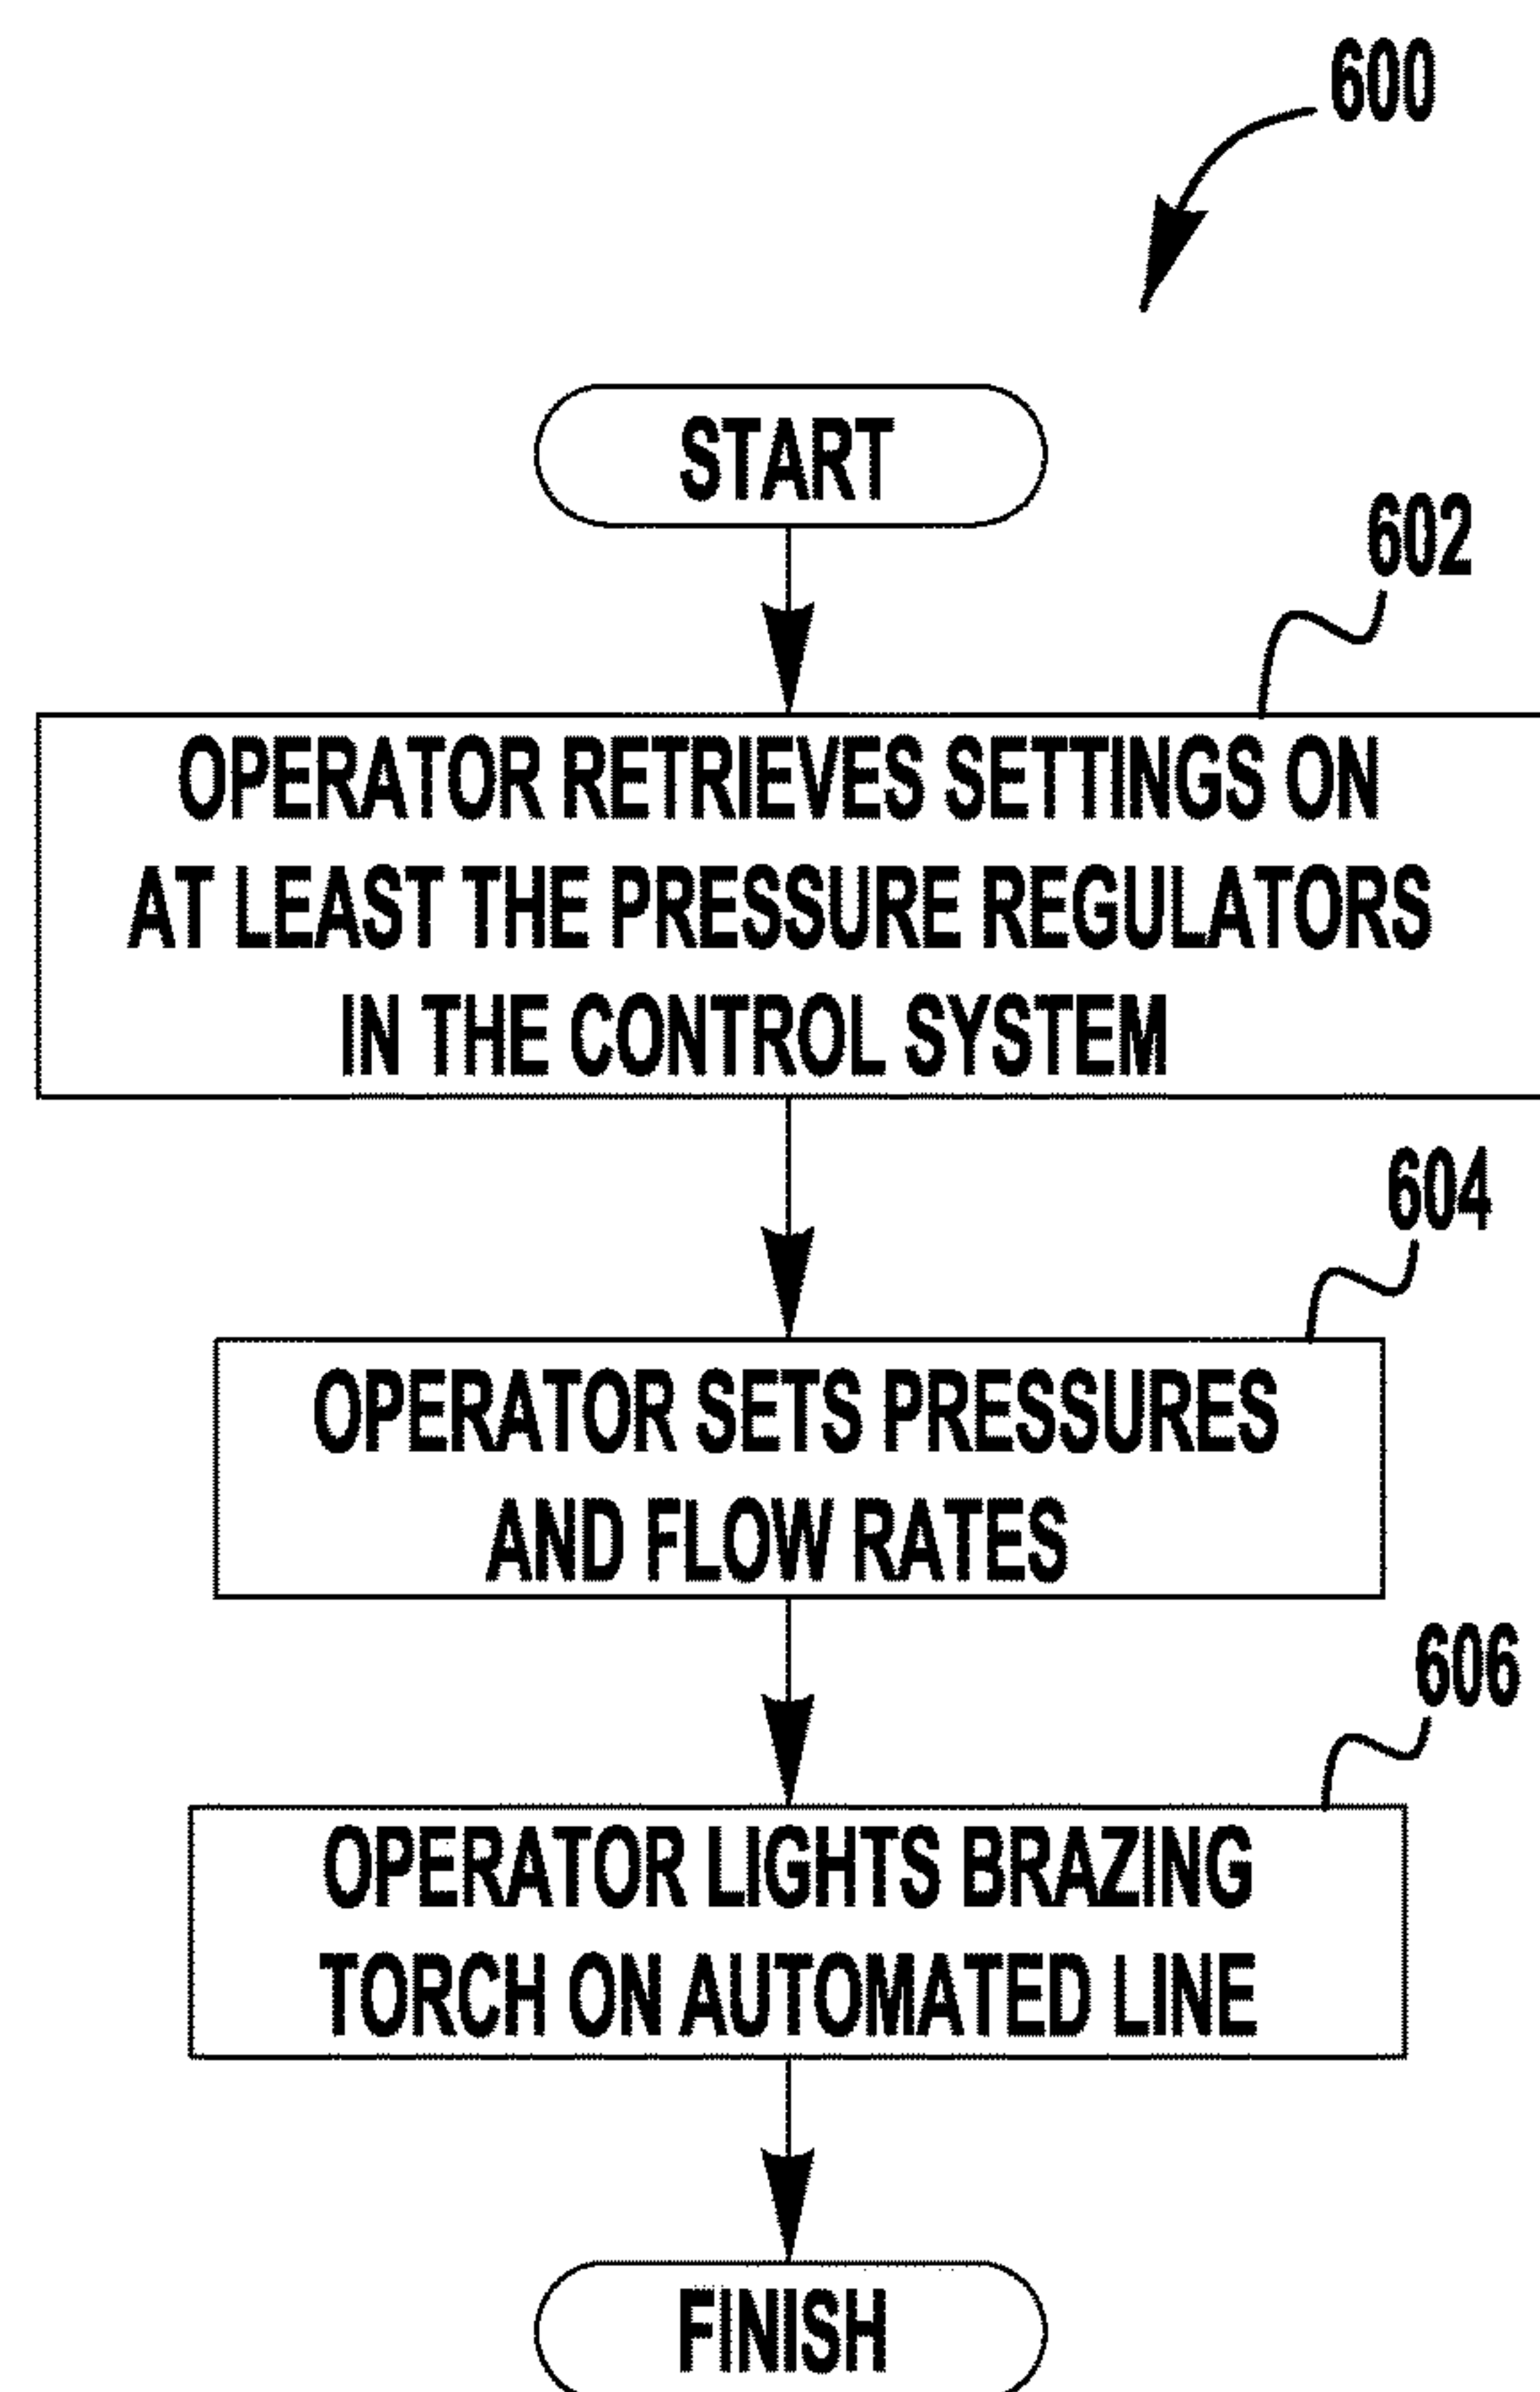 600
START
602
OPERATOR RETRIEVES SETTINGS ON
AT LEAST THE PRESSURE REGULATORS
IN THE CONTROL SYSTEM
604
OPERATOR SETS PRESSURES
AND FLOW RATES
606
OPERATOR LIGHTS BRAZING
TORCH ON AUTOMATED LINE
FINISH